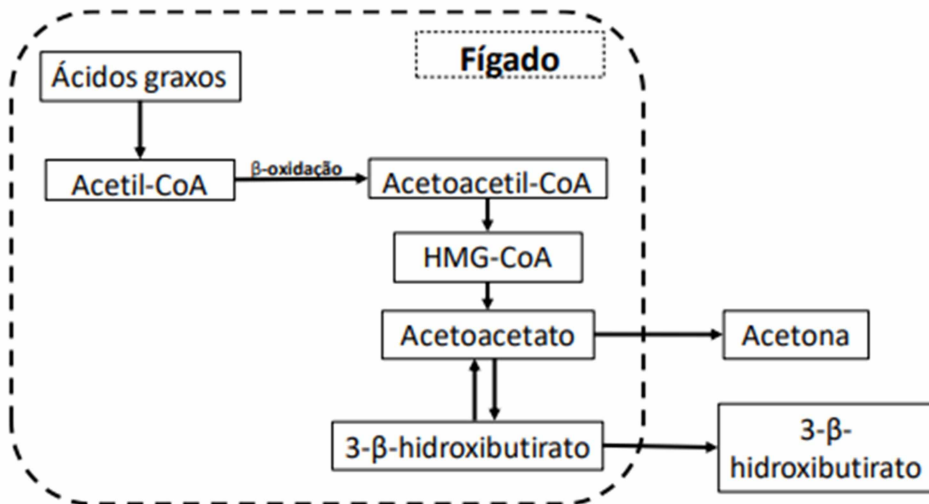 Fígado
Ácidos graxos
Acetil-CoA
β-oxidação
Acetoacetil-CoA
HMG-CoA
Acetoacetato
Acetona
3-β-hidroxibutirato
3-β-
hidroxibutirato